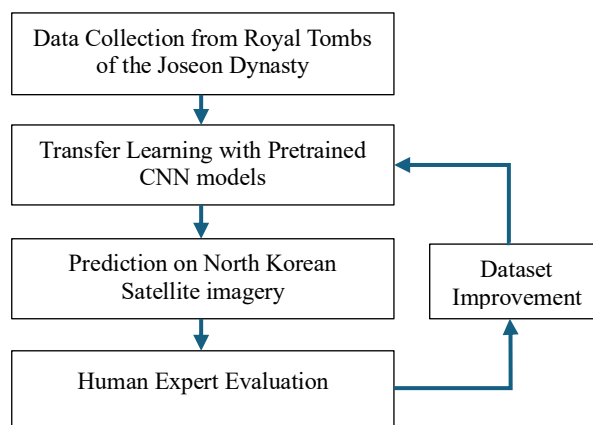 Data Collection from Royal Tombs
of the Joseon Dynasty
Transfer Learning with Pretrained
CNN models
Prediction on North Korean
Satellite imagery
Dataset
Improvement
Human Expert Evaluation